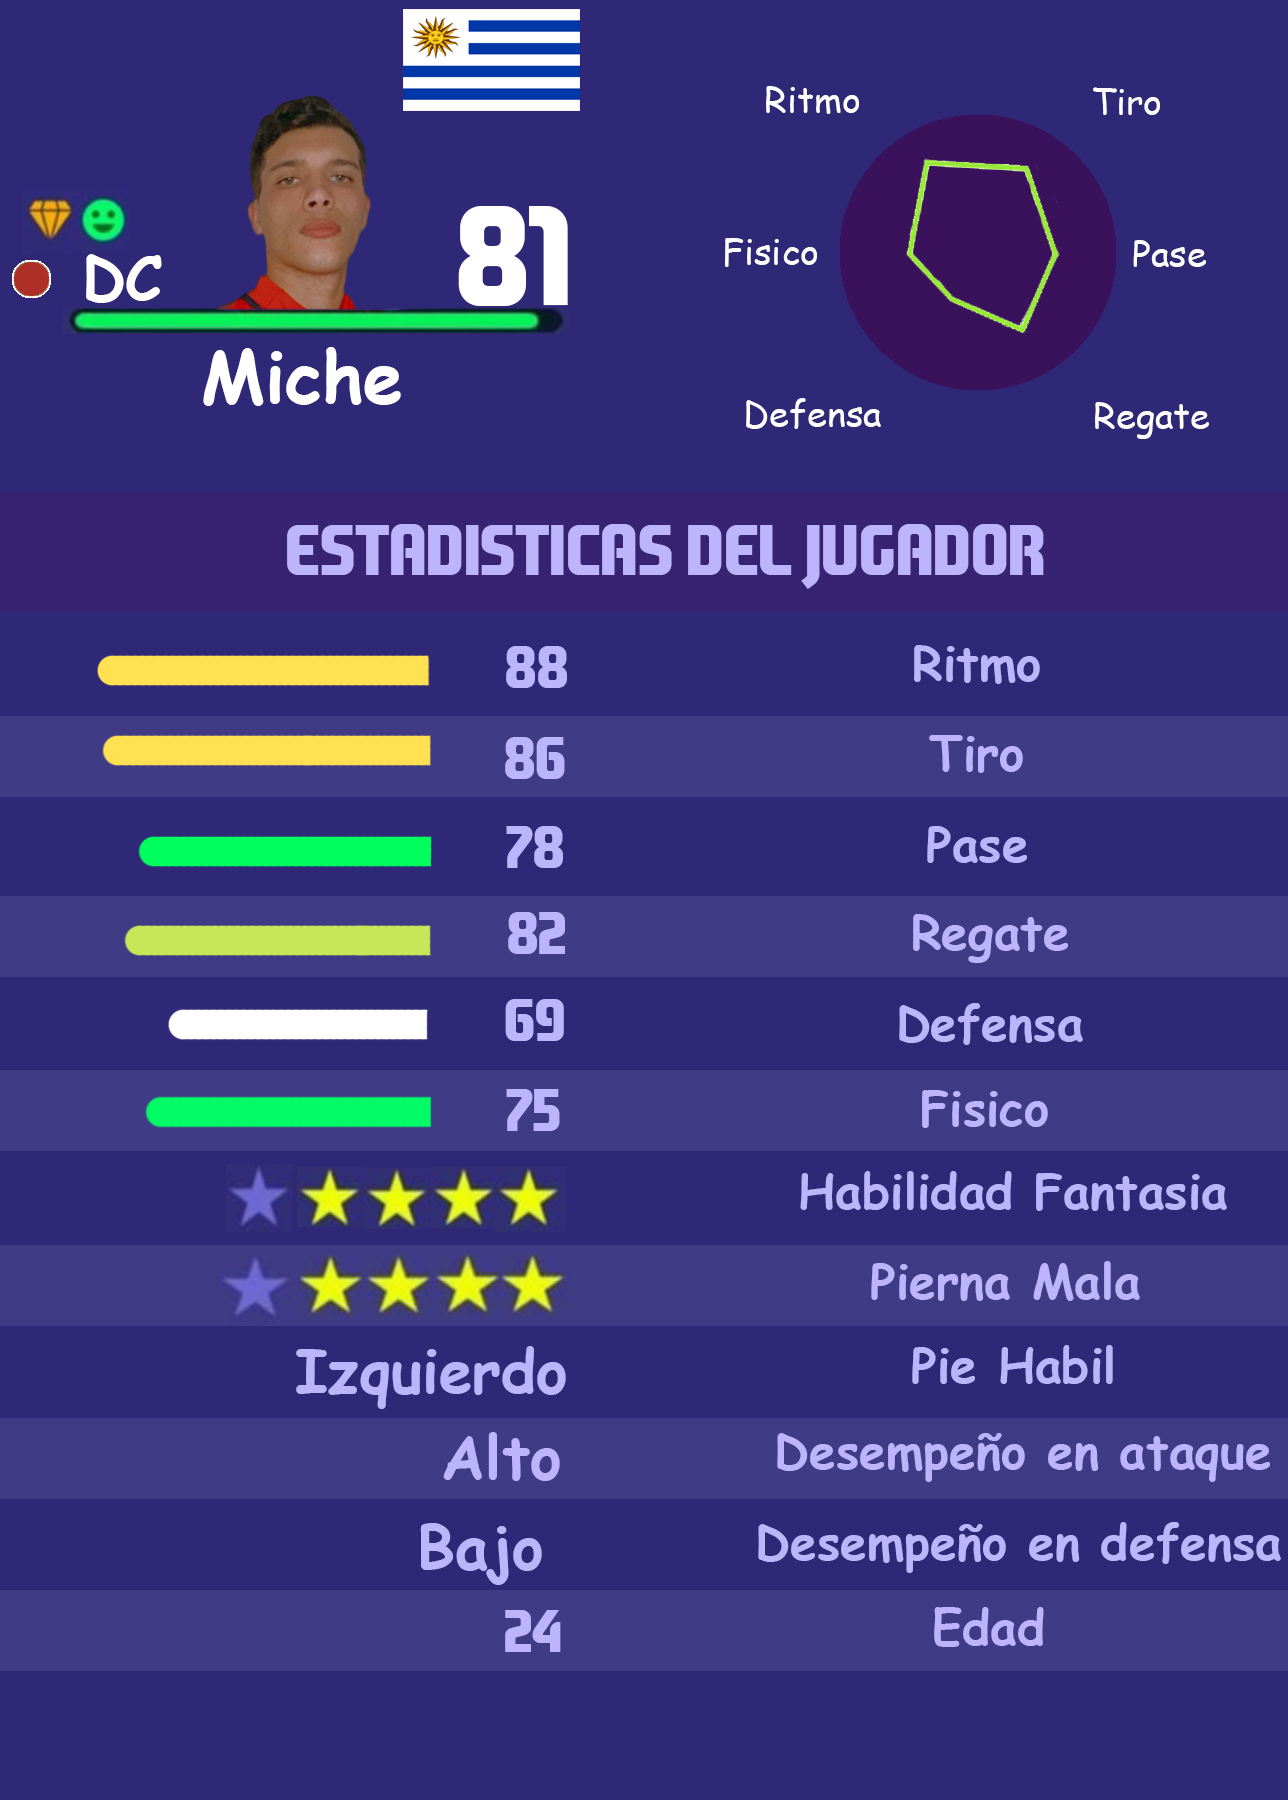 DC
81
Miche
Ritmo
Tiro
Fisico
Pase
Defensa
Regate
ESTADISTICAS DEL JUGADOR
88 Ritmo
86 Tiro
78 Pase
82 Regate
69 Defensa
75 Fisico
Habilidad Fantasia
Pierna Mala
Izquierdo Pie Habil
Alto Desempeño en ataque
Bajo Desempeño en defensa
24 Edad